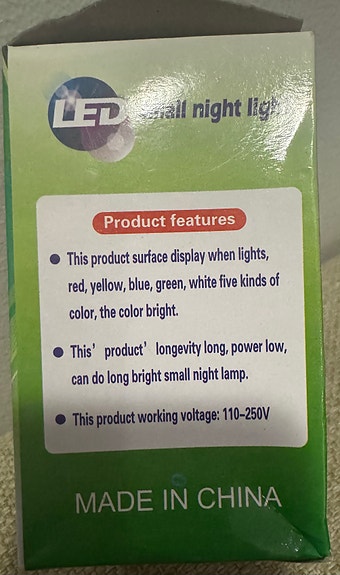 LED small night light
Product features
● This product surface display when lights,
red, yellow, blue, green, white five kinds of
color, the color bright.
● This' product' longevity long, power low,
can do long bright small night lamp.
● This product working voltage: 110-250V
MADE IN CHINA